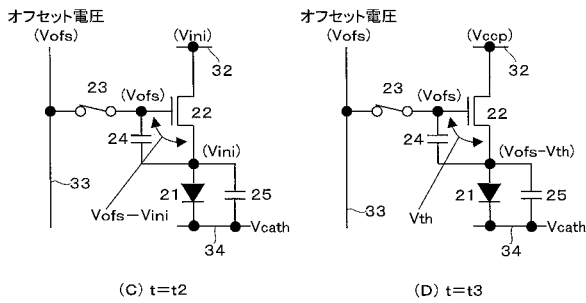 オフセット電圧
(Vofs)
(Vini)
32
23
(Vofs)
22
24
(Vini)
21
25
33
Vofs−Vini
Vcath
34
(C) t=t2
オフセット電圧
(Vofs)
(Vccp)
32
23
(Vofs)
22
24
(Vofs−Vth)
21
25
33
Vth
Vcath
34
(D) t=t3